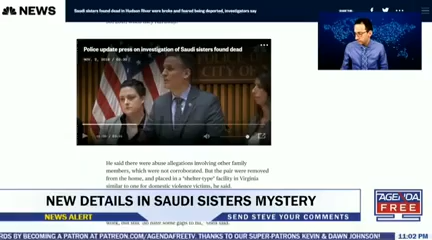 NEWS
Saudi sisters found dead in Hudson River were broke and feared being deported, investigators say
Police update press on investigation of Saudi sisters found dead
He said there were abuse allegations involving other family
members, which were not corroborated. But the pair were removed
from the home, and placed in a "shelter-type" facility in Virginia
similar to one for domestic violence victims, he said.
NEW DETAILS IN SAUDI SISTERS MYSTERY
NEWS ALERT
SEND STEVE YOUR COMMENTS
AGENDA
FREE
RDS BY BECOMING A PATRON AT PATREON.COM/AGENDAFREETV. THANKS TO OUR SUPER-PATRONS KEVIN & DAWN JOHNSON!
11:02 PM